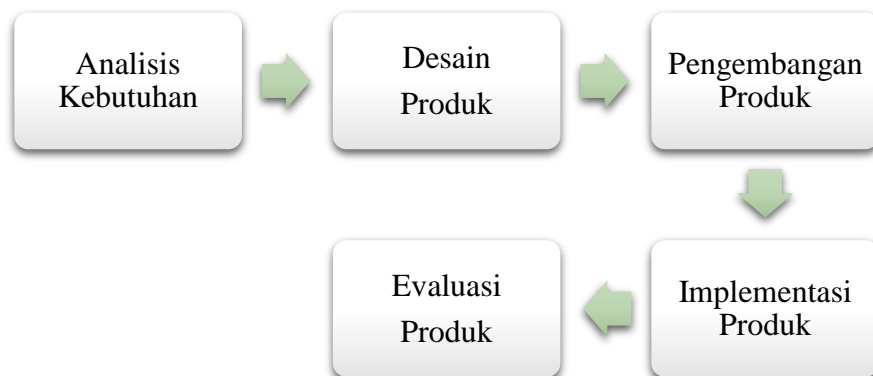 Analisis
Kebutuhan
Desain
Produk
Pengembangan
Produk
Implementasi
Produk
Evaluasi
Produk